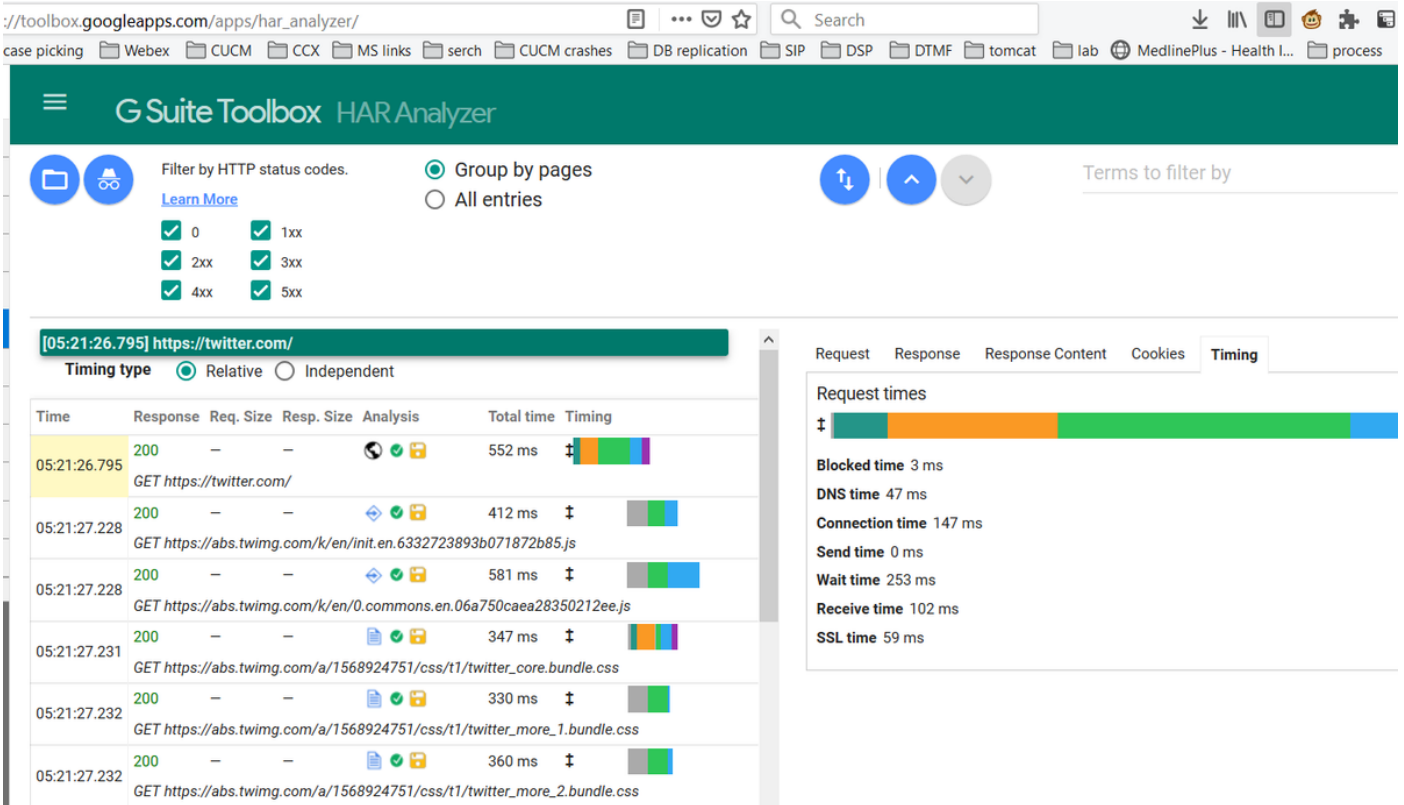 ://toolbox.googleapps.com/apps/har_analyzer/
Search
case picking Webex CUCM CCX MS links serch CUCM crashes DB replication SIP DSP DTMF tomcat lab MedlinePlus - Health I... process
G Suite Toolbox HAR Analyzer
Filter by HTTP status codes.
Learn More
0 1xx
2xx 3xx
4xx 5xx
Group by pages
All entries
Terms to filter by
[05:21:26.795] https://twitter.com/
Timing type Relative Independent
Time Response Req. Size Resp. Size Analysis Total time Timing
05:21:26.795 200 – – 552 ms
GET https://twitter.com/
05:21:27.228 200 – – 412 ms
GET https://abs.twimg.com/k/en/init.en.6332723893b071872b85.js
05:21:27.228 200 – – 581 ms
GET https://abs.twimg.com/k/en/0.commons.en.06a750caea28350212ee.js
05:21:27.231 200 – – 347 ms
GET https://abs.twimg.com/a/1568924751/css/t1/twitter_core.bundle.css
05:21:27.232 200 – – 330 ms
GET https://abs.twimg.com/a/1568924751/css/t1/twitter_more_1.bundle.css
05:21:27.232 200 – – 360 ms
GET https://abs.twimg.com/a/1568924751/css/t1/twitter_more_2.bundle.css
Request Response Response Content Cookies Timing
Request times
Blocked time 3 ms
DNS time 47 ms
Connection time 147 ms
Send time 0 ms
Wait time 253 ms
Receive time 102 ms
SSL time 59 ms